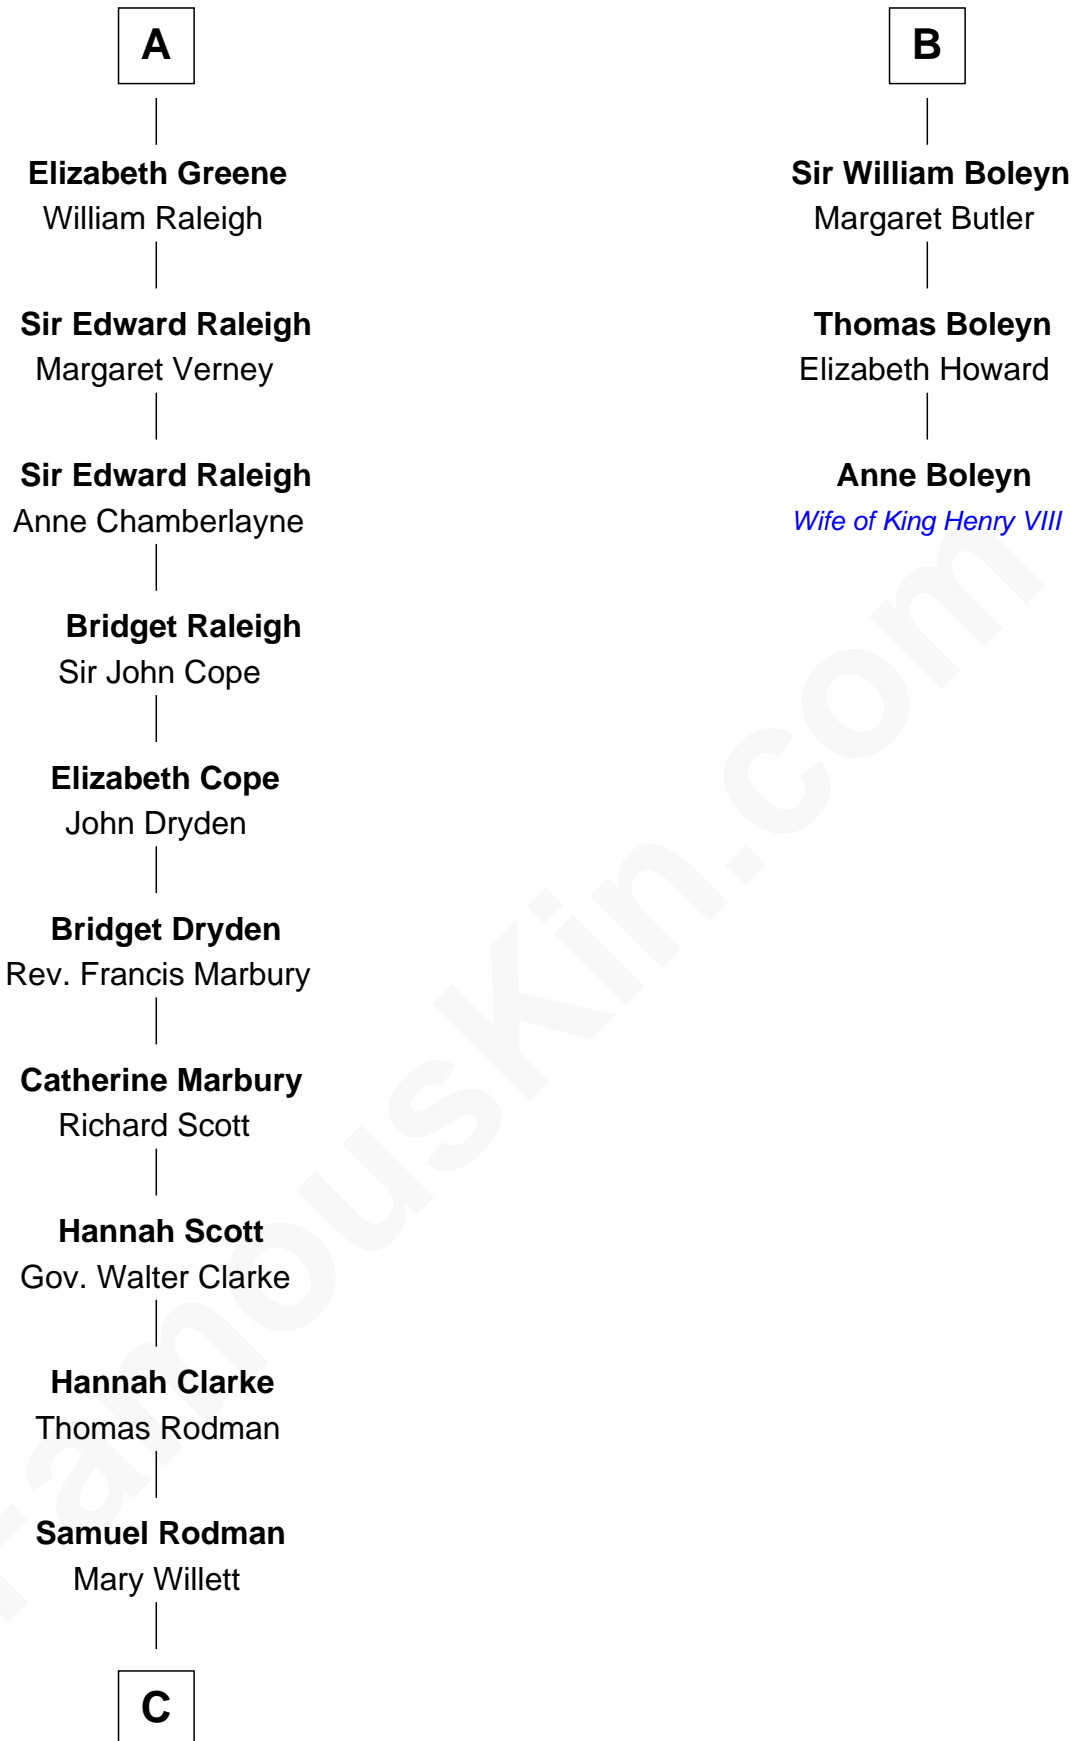 A
Elizabeth Greene
William Raleigh
Sir Edward Raleigh
Margaret Verney
Sir Edward Raleigh
Anne Chamberlayne
Bridget Raleigh
Sir John Cope
Elizabeth Cope
John Dryden
Bridget Dryden
Rev. Francis Marbury
Catherine Marbury
Richard Scott
Hannah Scott
Gov. Walter Clarke
Hannah Clarke
Thomas Rodman
Samuel Rodman
Mary Willett
C
B
Sir William Boleyn
Margaret Butler
Thomas Boleyn
Elizabeth Howard
Anne Boleyn
Wife of King Henry VIII
FamousKin.com